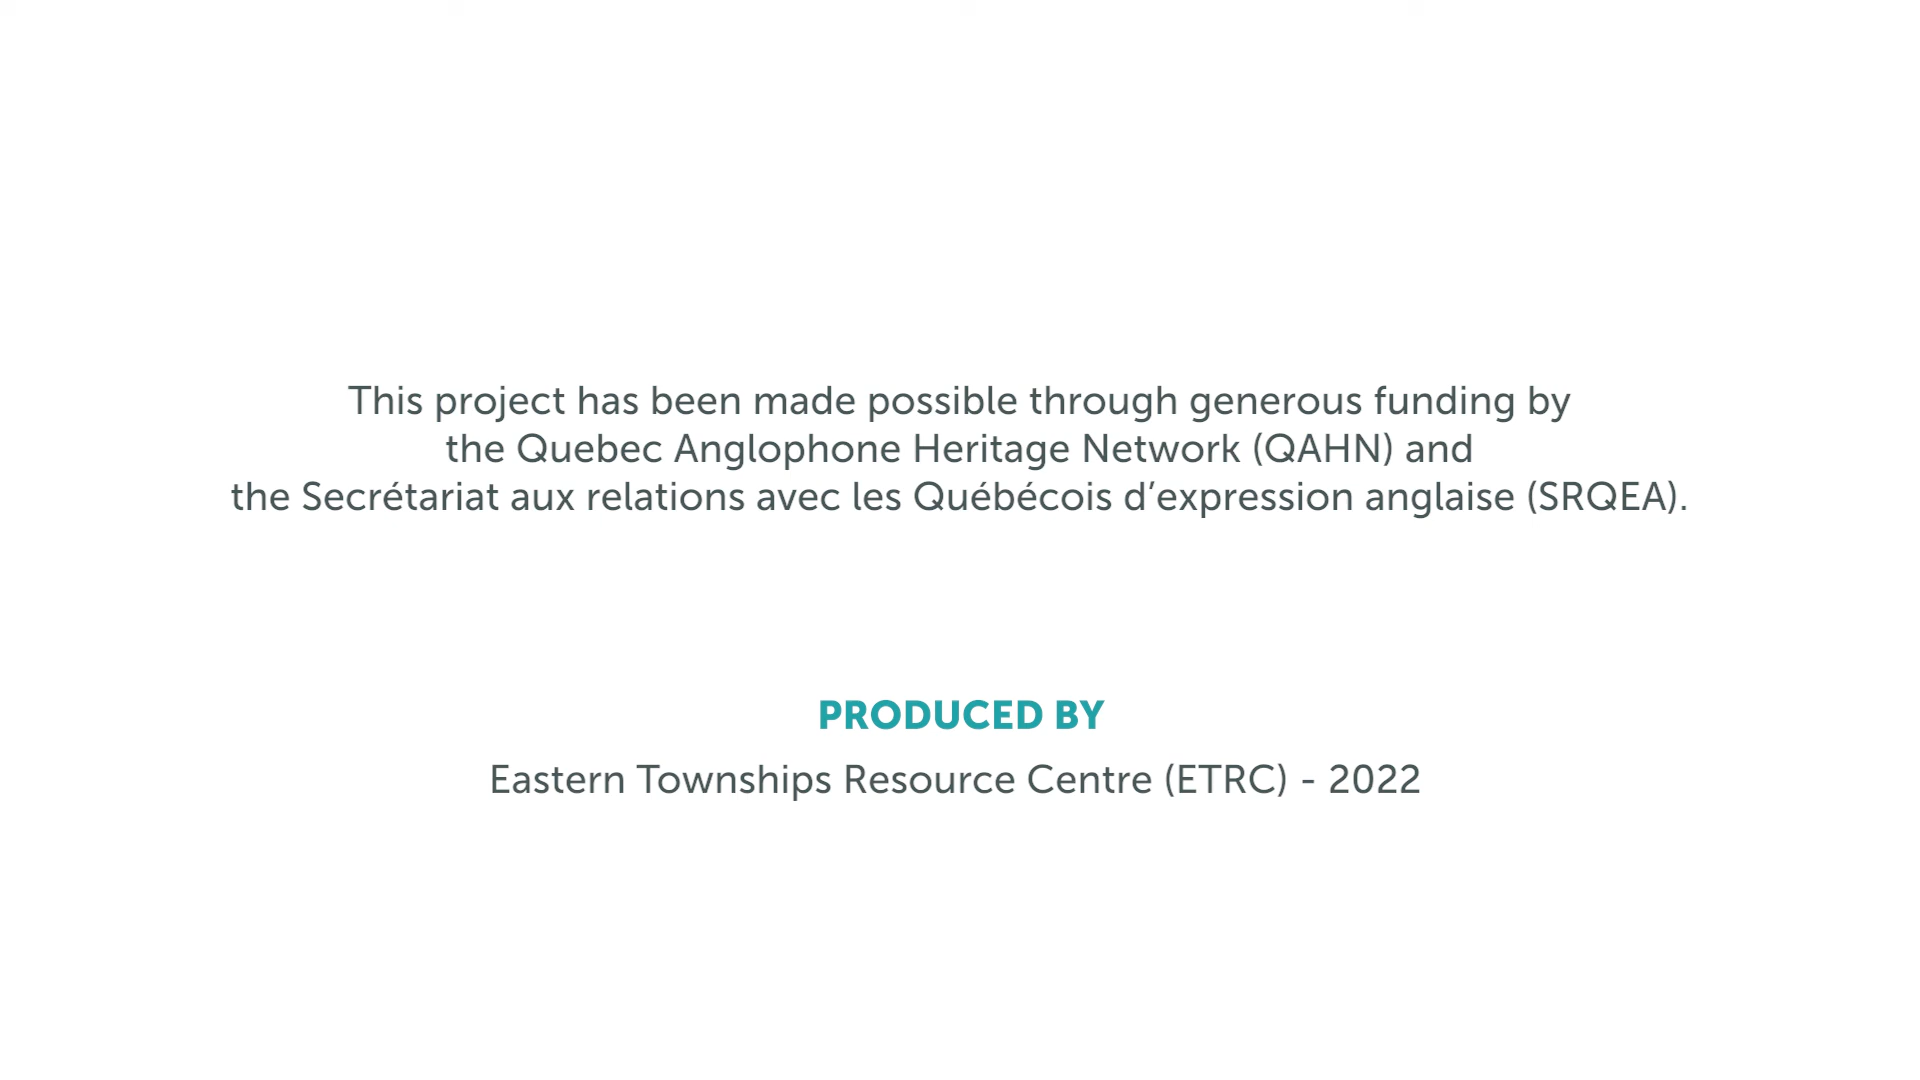 This project has been made possible through generous funding by
the Quebec Anglophone Heritage Network (QAHN) and
the Secrétariat aux relations avec les Québécois d’expression anglaise (SRQEA).
PRODUCED BY
Eastern Townships Resource Centre (ETRC) - 2022